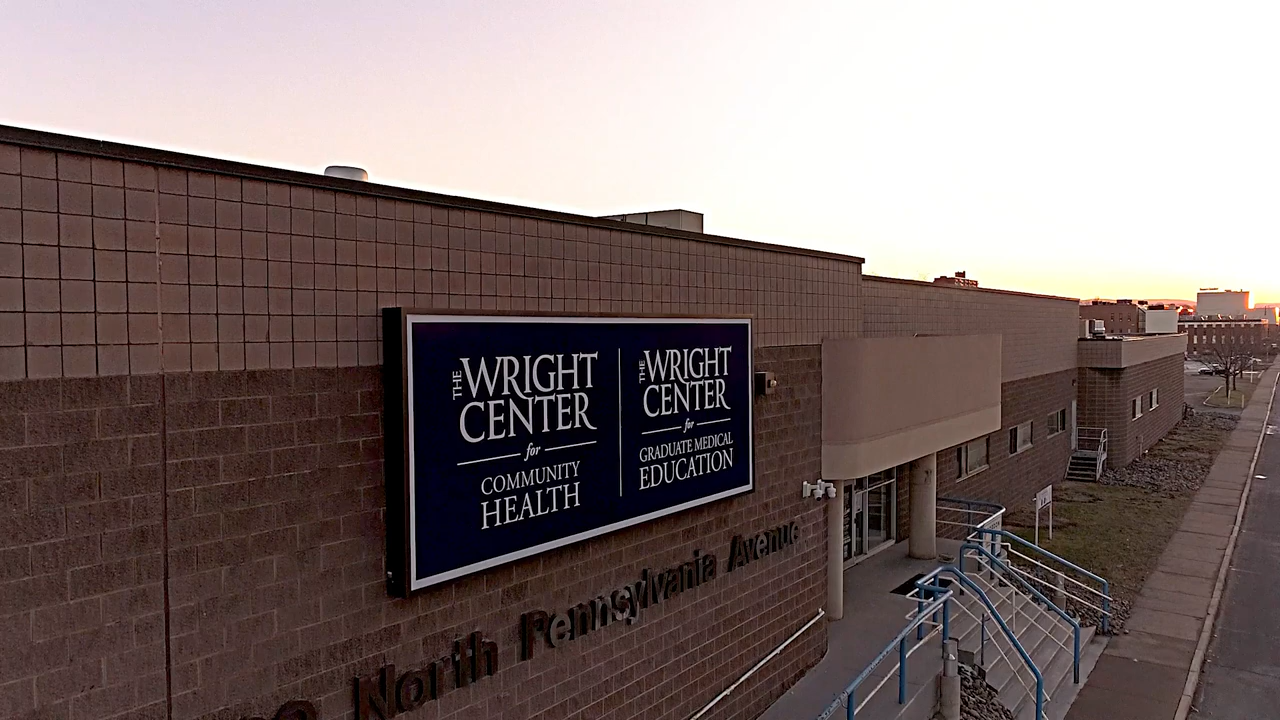 THE WRIGHT
CENTER
for
COMMUNITY
HEALTH
THE WRIGHT
CENTER
for
GRADUATE MEDICAL
EDUCATION
North Pennsylvania Avenue